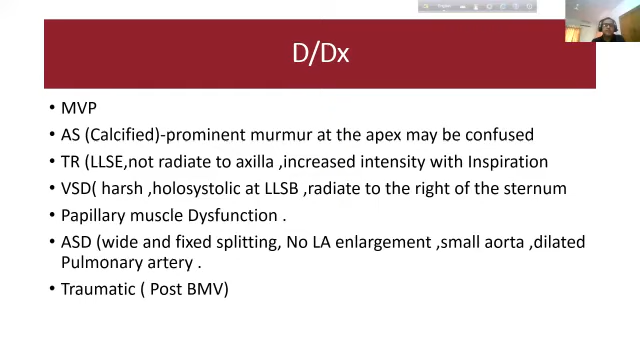 D/Dx
• MVP
• AS (Calcified)-prominent murmur at the apex may be confused
• TR (LLSE,not radiate to axilla ,increased intensity with Inspiration
• VSD( harsh ,holosystolic at LLSB ,radiate to the right of the sternum
• Papillary muscle Dysfunction .
• ASD (wide and fixed splitting, No LA enlargement ,small aorta ,dilated
Pulmonary artery .
• Traumatic ( Post BMV)